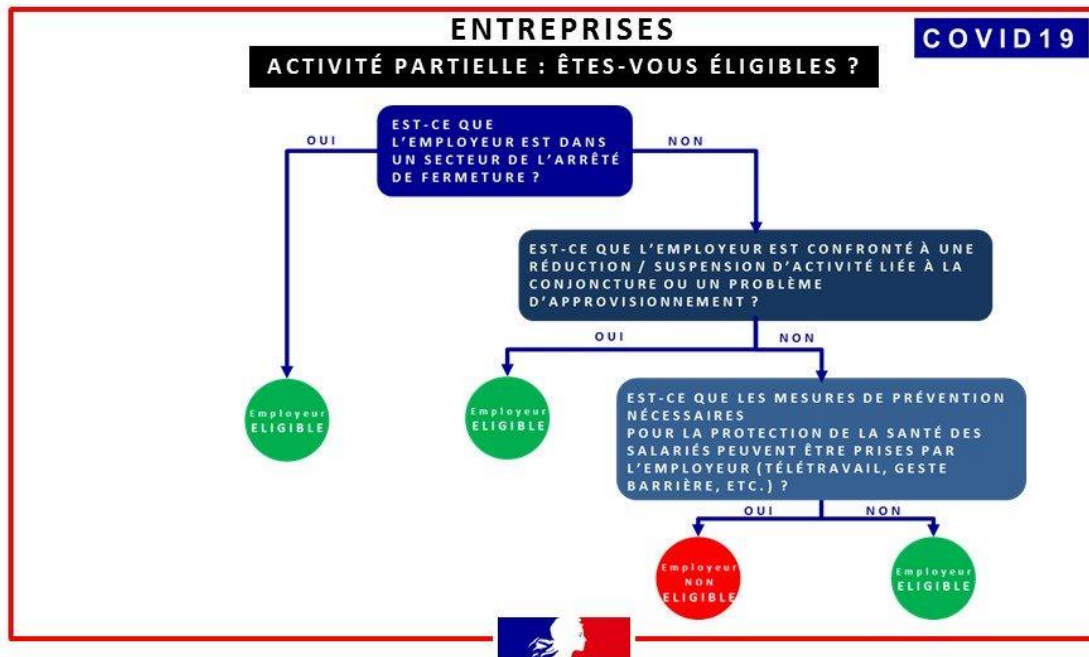 ENTREPRISES
COVID19
ACTIVITÉ PARTIELLE : ÊTES-VOUS ÉLIGIBLES ?
EST-CE QUE
L'EMPLOYEUR EST DANS
UN SECTEUR DE L'ARRÊTÉ
DE FERMETURE ?
OUI
NON
EST-CE QUE L'EMPLOYEUR EST CONFRONTÉ À UNE
RÉDUCTION / SUSPENSION D'ACTIVITÉ LIÉE À LA
CONJONCTURE OU UN PROBLÈME
D'APPROVISIONNEMENT ?
OUI
NON
Employeur
ELIGIBLE
Employeur
ELIGIBLE
EST-CE QUE LES MESURES DE PRÉVENTION
NÉCESSAIRES
POUR LA PROTECTION DE LA SANTÉ DES
SALARIÉS PEUVENT ÊTRE PRISES PAR
L'EMPLOYEUR (TÉLÉTRAVAIL, GESTE
BARRIÈRE, ETC.) ?
OUI
NON
Employeur
NON
ELIGIBLE
Employeur
ELIGIBLE